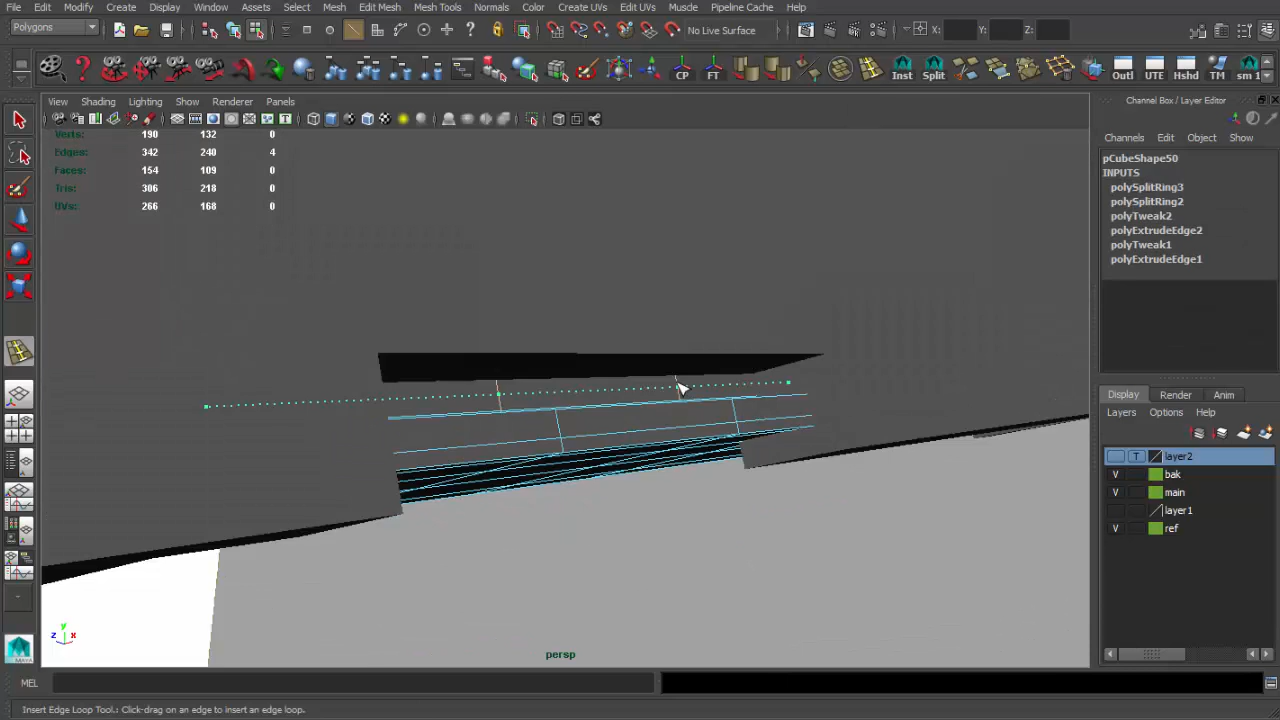 File Edit Modify Create Display Window Assets Select Mesh Edit Mesh Mesh Tools Normals Color Create UVs Edit UVs Muscle Pipeline Cache Help
Polygons No Live Surface X: Y: Z:
CP FT Inst Split Outl UTE Hshd TM sm 1
View Shading Lighting Show Renderer Panels
Channel Box / Layer Editor
Verts: 190 132 0
Edges: 342 240 4
Faces: 154 109 0
Tris: 306 218 0
UVs: 266 168 0
Channels Edit Object Show
pCubeShape50
INPUTS
polySplitRing3
polySplitRing2
polyTweak2
polyExtrudeEdge2
polyTweak1
polyExtrudeEdge1
Display Render Anim
Layers Options Help
T layer2
V bak
V main
layer1
V ref
y
z x
persp
MAYA
MEL
Insert Edge Loop Tool: Click-drag on an edge to insert an edge loop.